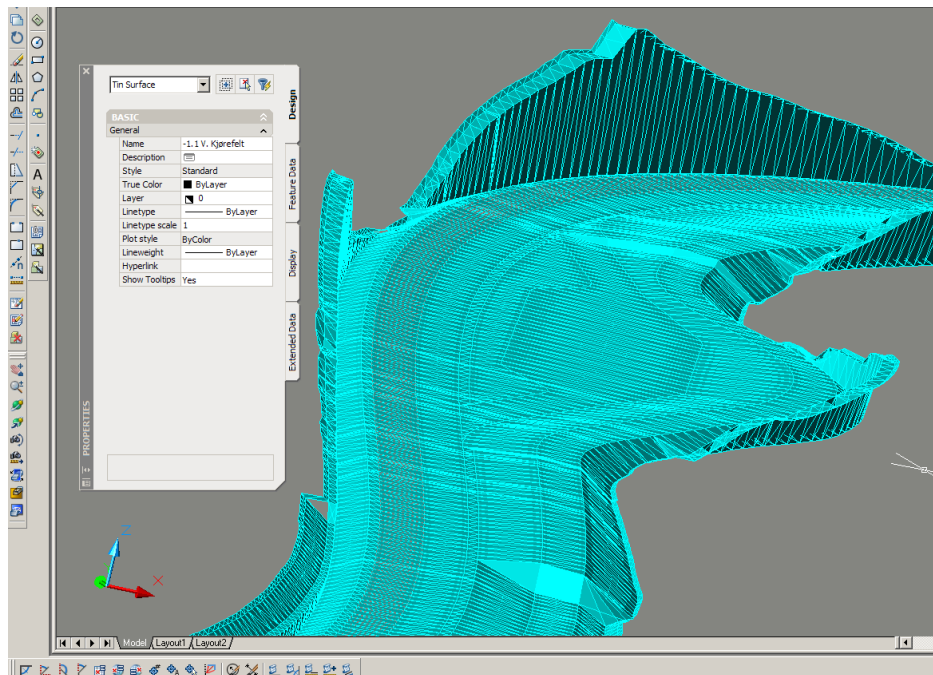 Tin Surface
BASIC
General
Name -1.1 V. Kjørefelt
Description
Style Standard
True Color ByLayer
Layer 0
Linetype ByLayer
Linetype scale 1
Plot style ByColor
Lineweight ByLayer
Hyperlink
Show Tooltips Yes
Design
Feature Data
Display
Extended Data
PROPERTIES
Z
X
Model Layout1 Layout2